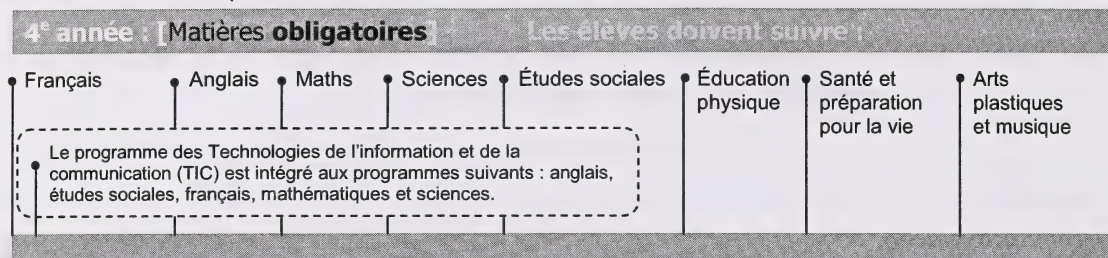 4e année : [Matières obligatoires] Les élèves doivent suivre :
Français
Anglais
Maths
Sciences
Études sociales
Éducation
physique
Santé et
préparation
pour la vie
Arts
plastiques
et musique
Le programme des Technologies de l'information et de la
communication (TIC) est intégré aux programmes suivants : anglais,
études sociales, français, mathématiques et sciences.